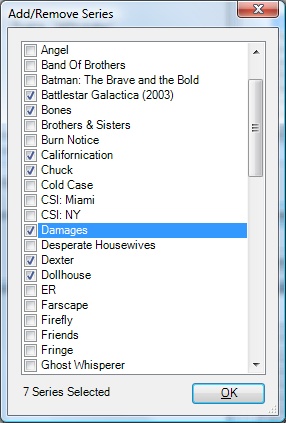 Add/Remove Series
Angel
Band Of Brothers
Batman: The Brave and the Bold
Battlestar Galactica (2003)
Bones
Brothers & Sisters
Burn Notice
Californication
Chuck
Cold Case
CSI: Miami
CSI: NY
Damages
Desperate Housewives
Dexter
Dollhouse
ER
Farscape
Firefly
Friends
Fringe
Ghost Whisperer
7 Series Selected
OK